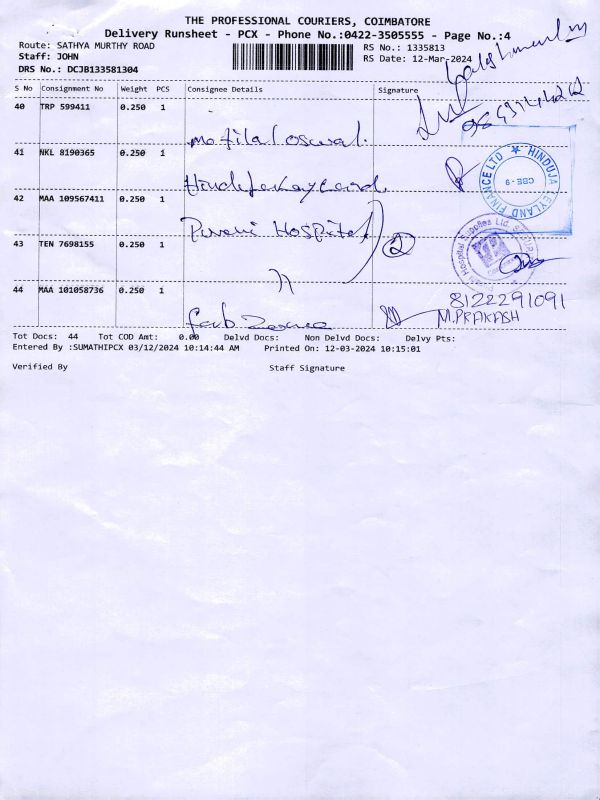 THE PROFESSIONAL COURIERS, COIMBATORE
Delivery Runsheet - PCX - Phone No.:0422-3505555 - Page No.:4
Route: SATHYA MURTHY ROAD
RS No.: 1335813
Staff: JOHN
RS Date: 12-Mar-2024
DRS No.: DCJB133581304
S No Consignment No Weight PCS Consignee Details Signature
40 TRP 599411 0.250 1
motilal oswal.
41 NKL 8190365 0.250 1
HINDUJA LEYLAND FINANCE LTD
CBE-9
42 MAA 109567411 0.250 1
Hospital
2
43 TEN 7698155 0.250 1
Hospital Supplies
44 MAA 101058736 0.250 1
8122291091
M.PRAKASH
Tot Docs: 44 Tot COD Amt: 0.00 Delvd Docs: Non Delvd Docs: Delvy Pts:
Entered By :SUMATHIPCX 03/12/2024 10:14:44 AM Printed On: 12-03-2024 10:15:01
Verified By Staff Signature